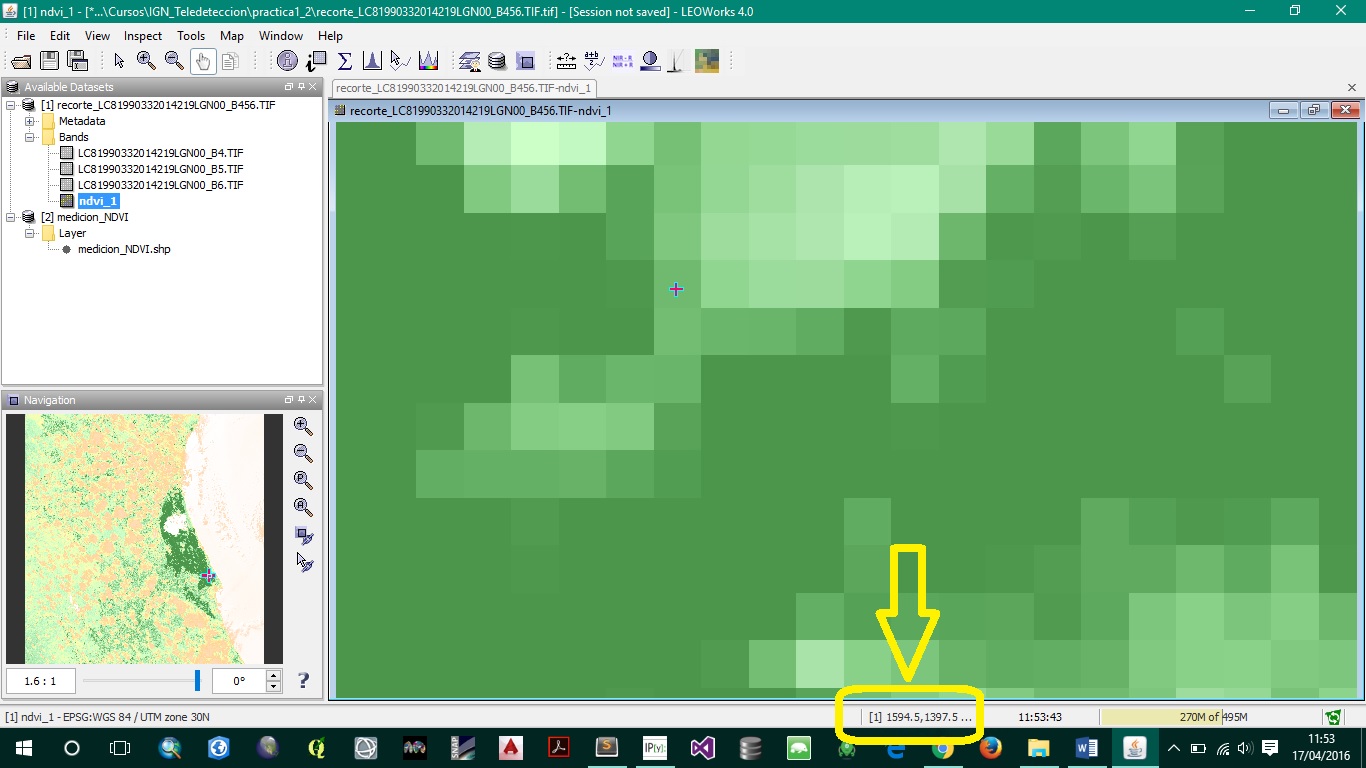 [1] ndvi_1 - [*...\Cursos\IGN_Teledeteccion\practica1_2\recorte_LC81990332014219LGN00_B456.TIF.tif] - [Session not saved] - LEOWorks 4.0
File Edit View Inspect Tools Map Window Help
NIR - R
NIR + R
Available Datasets
[1] recorte_LC81990332014219LGN00_B456.TIF
Metadata
Bands
LC81990332014219LGN00_B4.TIF
LC81990332014219LGN00_B5.TIF
LC81990332014219LGN00_B6.TIF
ndvi_1
[2] medicion_NDVI
Layer
medicion_NDVI.shp
recorte_LC81990332014219LGN00_B456.TIF-ndvi_1
recorte_LC81990332014219LGN00_B456.TIF-ndvi_1
Navigation
1.6 : 1
0°
?
[1] ndvi_1 - EPSG:WGS 84 / UTM zone 30N
[1] 1594.5,1397.5 ...
11:53:43
270M of 495M
SNAP
IP[y]:
11:53
17/04/2016